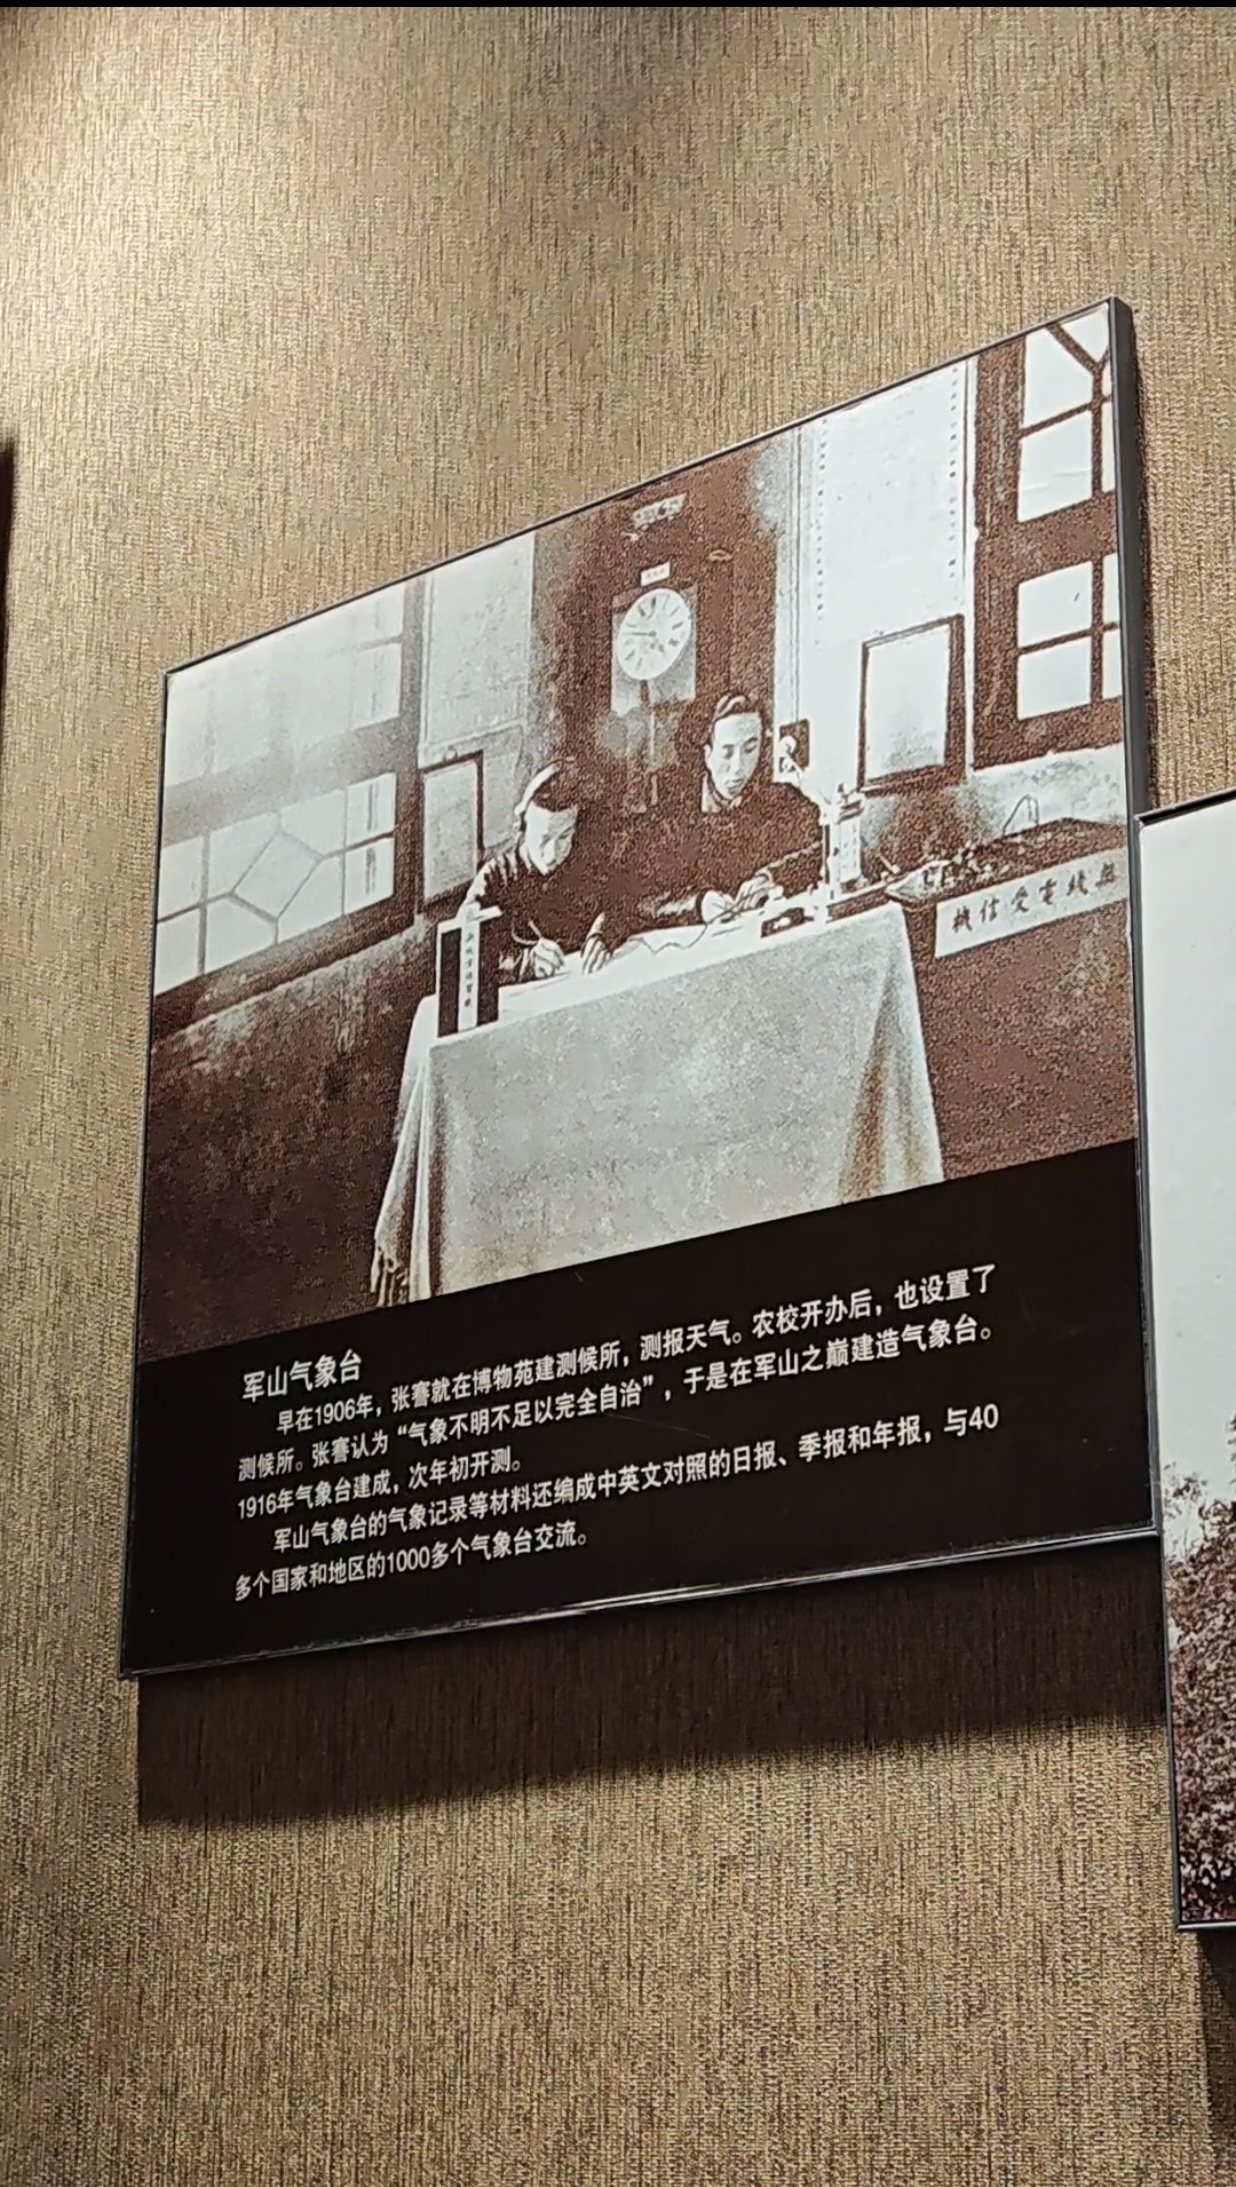 機信受電線無
军山气象台
早在1906年，张謇就在博物苑建测候所，测报天气。农校开办后，也设置了
测候所。张謇认为“气象不明不足以完全自治”，于是在军山之巅建造气象台。
1916年气象台建成，次年初开测。
军山气象台的气象记录等材料还编成中英文对照的日报、季报和年报，与40
多个国家和地区的1000多个气象台交流。